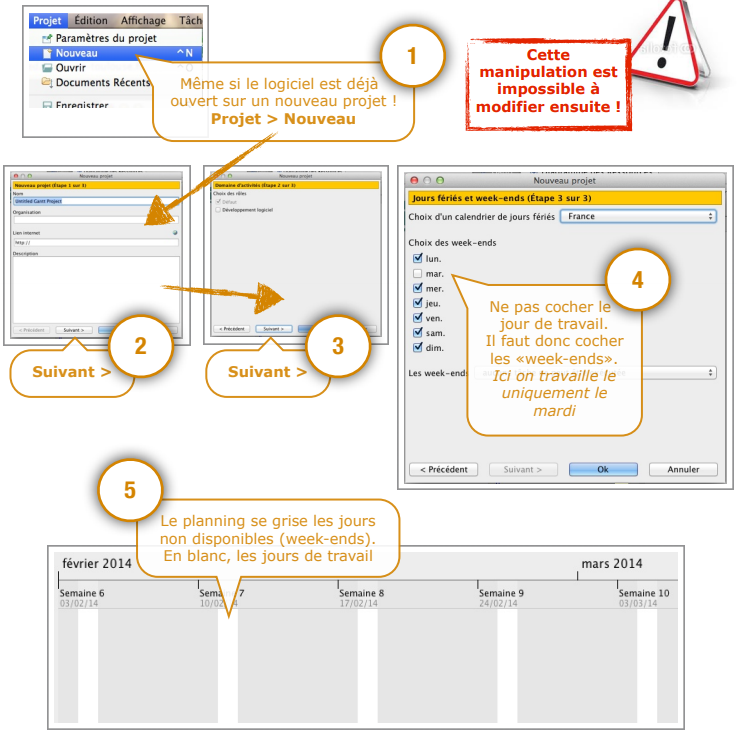 Projet Édition Affichage Tâch
Paramètres du projet
Nouveau ^N
Ouvrir
Documents Récents
Enregistrer
1
Même si le logiciel est déjà
ouvert sur un nouveau projet !
Projet > Nouveau
Cette
manipulation est
impossible à
modifier ensuite !
Nouveau projet
Nouveau projet (Étape 1 sur 3)
Nom
Untitled Gantt Project
Organisation
Lien internet
http://
Description
< Précédent Suivant >
2
Suivant >
Nouveau projet
Domaine d'activités (Étape 2 sur 3)
Choix des rôles
Défaut
Développement logiciel
< Précédent Suivant >
3
Suivant >
Nouveau projet
Jours fériés et week-ends (Étape 3 sur 3)
Choix d'un calendrier de jours fériés France
Choix des week-ends
lun.
mar.
mer.
jeu.
ven.
sam.
dim.
Les week-ends
< Précédent Suivant > Ok Annuler
4
Ne pas cocher le
jour de travail.
Il faut donc cocher
les «week-ends».
Ici on travaille le
uniquement le
mardi
5
Le planning se grise les jours
non disponibles (week-ends).
En blanc, les jours de travail
février 2014 mars 2014
Semaine 6 Semaine 7 Semaine 8 Semaine 9 Semaine 10
03/02/14 10/02/14 17/02/14 24/02/14 03/03/14